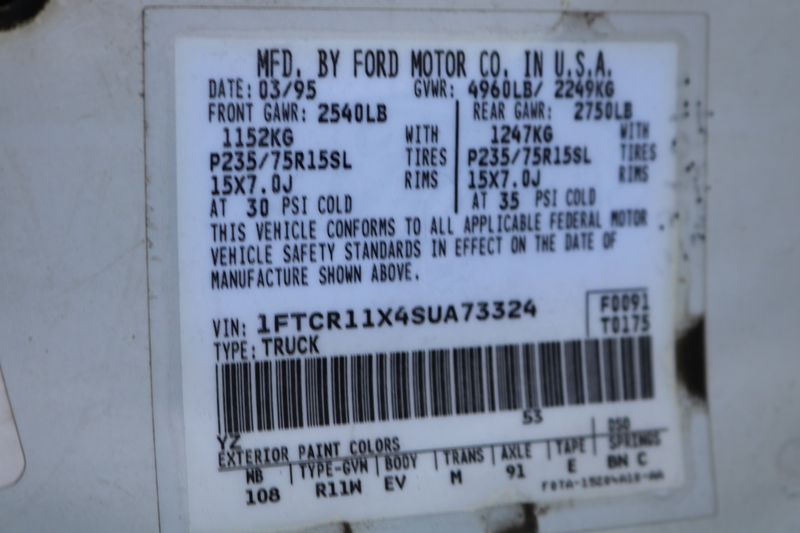 MFD. BY FORD MOTOR CO. IN U.S.A.
DATE: 03/95 GVWR: 4960LB/ 2249KG
FRONT GAWR: 2540LB REAR GAWR: 2750LB
1152KG WITH 1247KG WITH
P235/75R15SL TIRES P235/75R15SL TIRES
15X7.0J RIMS 15X7.0J RIMS
AT 30 PSI COLD AT 35 PSI COLD
THIS VEHICLE CONFORMS TO ALL APPLICABLE FEDERAL MOTOR
VEHICLE SAFETY STANDARDS IN EFFECT ON THE DATE OF
MANUFACTURE SHOWN ABOVE.
VIN: 1FTCR11X4SUA73324 F0091
TYPE: TRUCK T0175
YZ 53
EXTERIOR PAINT COLORS DSO
WB TYPE-GVW BODY TRANS AXLE TAPE SPRINGS
108 R11W EV M 91 E BN C